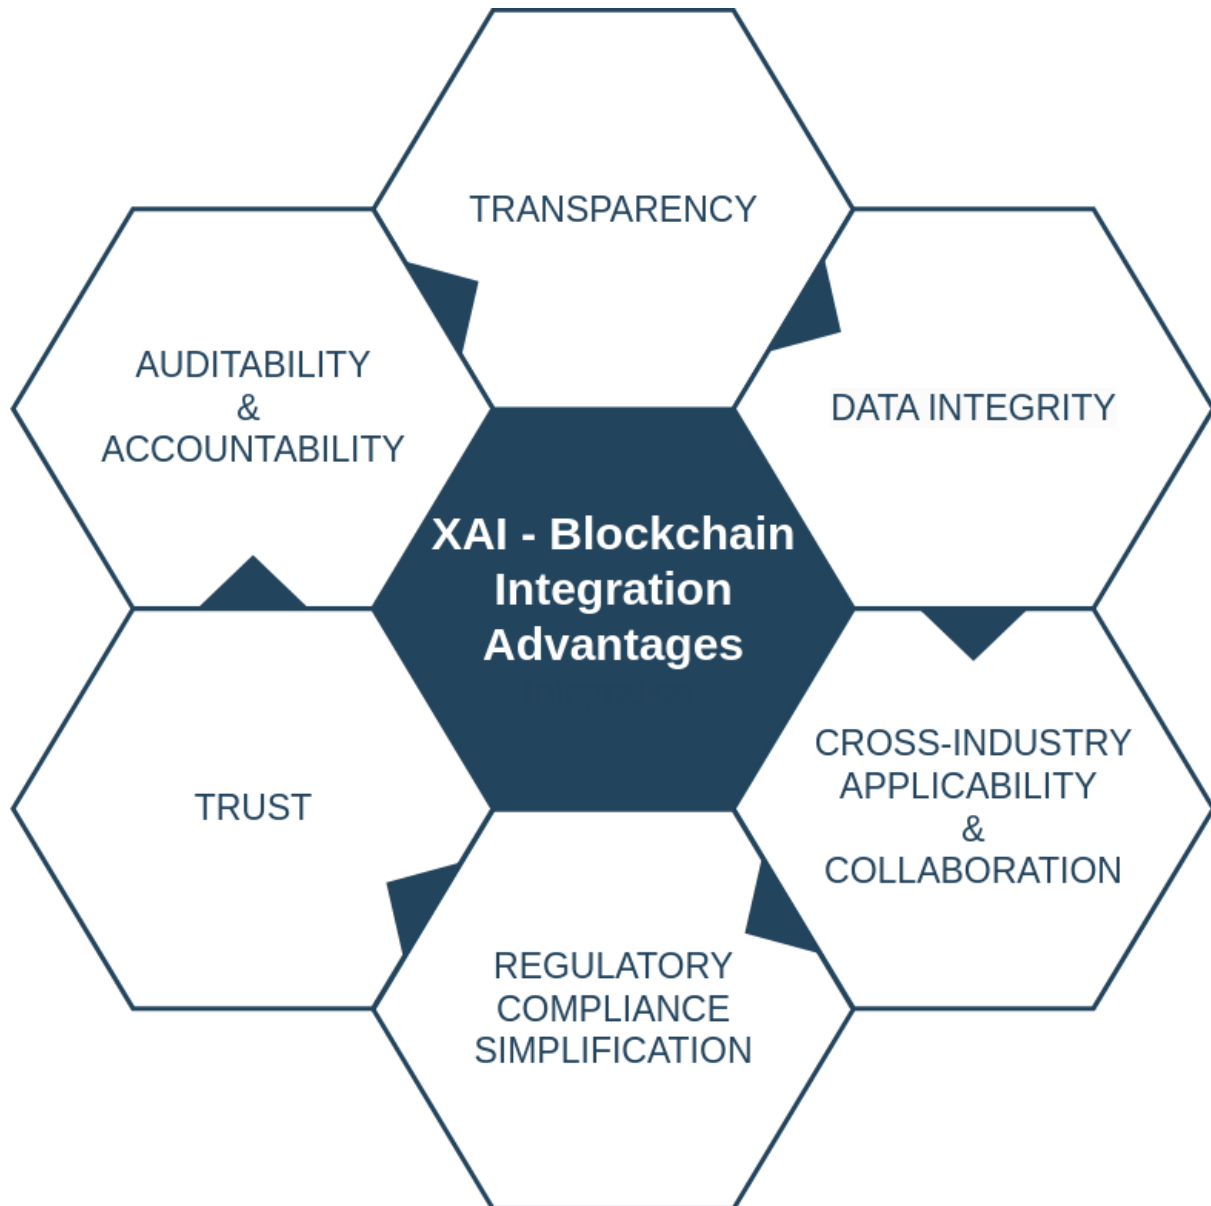 TRANSPARENCY
DATA INTEGRITY
AUDITABILITY
&
ACCOUNTABILITY
XAI - Blockchain
Integration
Advantages
CROSS-INDUSTRY
APPLICABILITY
&
COLLABORATION
TRUST
REGULATORY
COMPLIANCE
SIMPLIFICATION